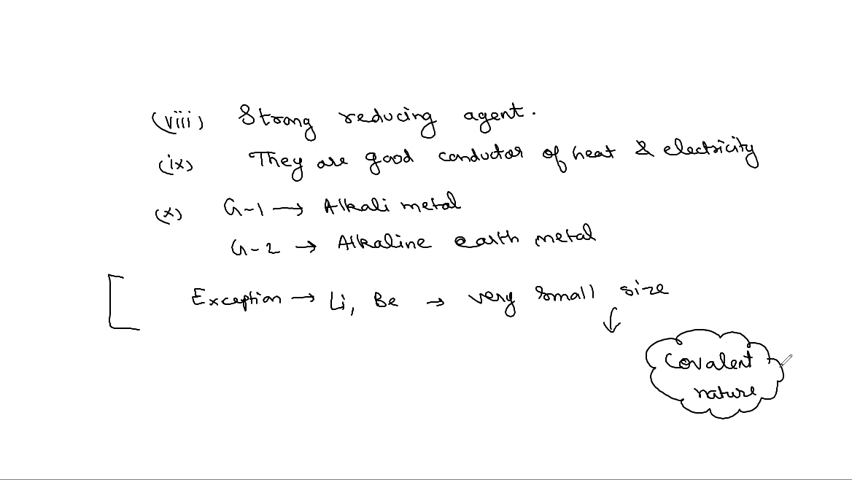 (viii) Strong reducing agent.
(ix) They are good conductor of heat & electricity
(x) G-1 → Alkali metal
G-2 → Alkaline earth metal
Exception → Li, Be → very small size
Covalent
nature